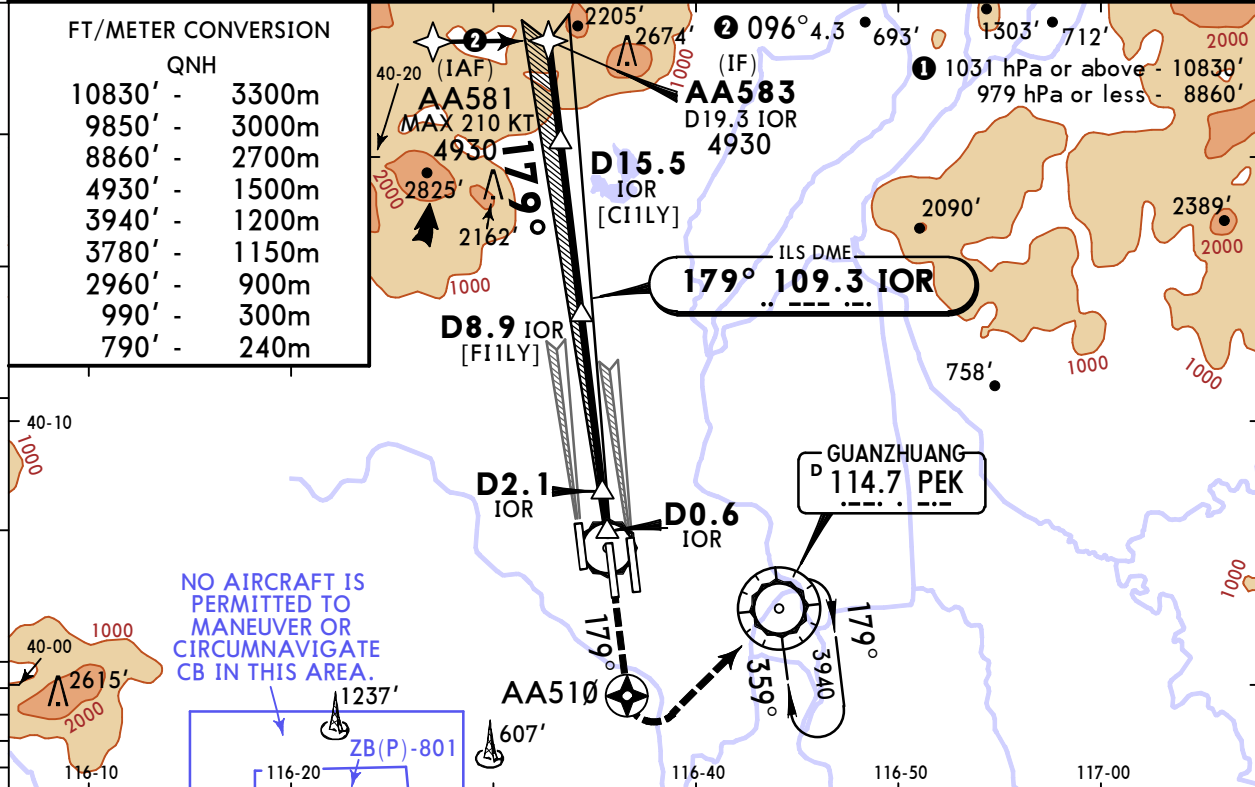 FT/METER CONVERSION
QNH
10830' - 3300m
9850' - 3000m
8860' - 2700m
4930' - 1500m
3940' - 1200m
3780' - 1150m
2960' - 900m
990' - 300m
790' - 240m
2205'
2674'
1000
❷
❷ 096° 4.3
693'
1303'
712'
2000
❶ 1031 hPa or above - 10830'
979 hPa or less - 8860'
40-20
(IAF)
AA581
MAX 210 KT
4930
(IF)
AA583
D19.3 IOR
4930
179°
D15.5
IOR
[CI1LY]
2000
2825'
2162'
1000
2090'
2389'
2000
ILS DME
179° 109.3 IOR
.. --- .-.
D8.9 IOR
[FI1LY]
758'
1000
1000
40-10
1000
GUANZHUANG
D 114.7 PEK
.--. . -.-
D2.1
IOR
D0.6
IOR
NO AIRCRAFT IS
PERMITTED TO
MANEUVER OR
CIRCUMNAVIGATE
CB IN THIS AREA.
1000
179°
179°
359°
3940
1000
40-00
2615'
2000
AA510
1237'
607'
ZB(P)-801
116-10
116-20
116-40
116-50
117-00